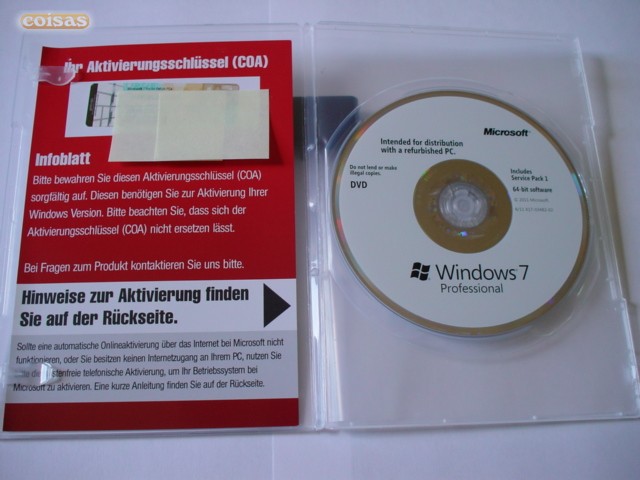 coisas
Ihr Aktivierungsschlüssel (COA)
Infoblatt
Bitte bewahren Sie diesen Aktivierungsschlüssel (COA)
sorgfältig auf. Diesen benötigen Sie zur Aktivierung Ihrer
Windows Version. Bitte beachten Sie, dass sich der
Aktivierungsschlüssel (COA) nicht ersetzen lässt.
Bei Fragen zum Produkt kontaktieren Sie uns bitte.
Hinweise zur Aktivierung finden
Sie auf der Rückseite.
Sollte eine automatische Onlineaktivierung über das Internet bei Microsoft nicht
funktionieren, oder Sie besitzen keinen Internetzugang an Ihrem PC, nutzen Sie
die kostenfreie telefonische Aktivierung, um Ihr Betriebssystem bei
Microsoft zu aktivieren. Eine kurze Anleitung finden Sie auf der Rückseite.
Microsoft
Intended for distribution
with a refurbished PC.
Do not lend or make
illegal copies.
DVD
Includes
Service Pack 1
64-bit software
Windows 7
Professional